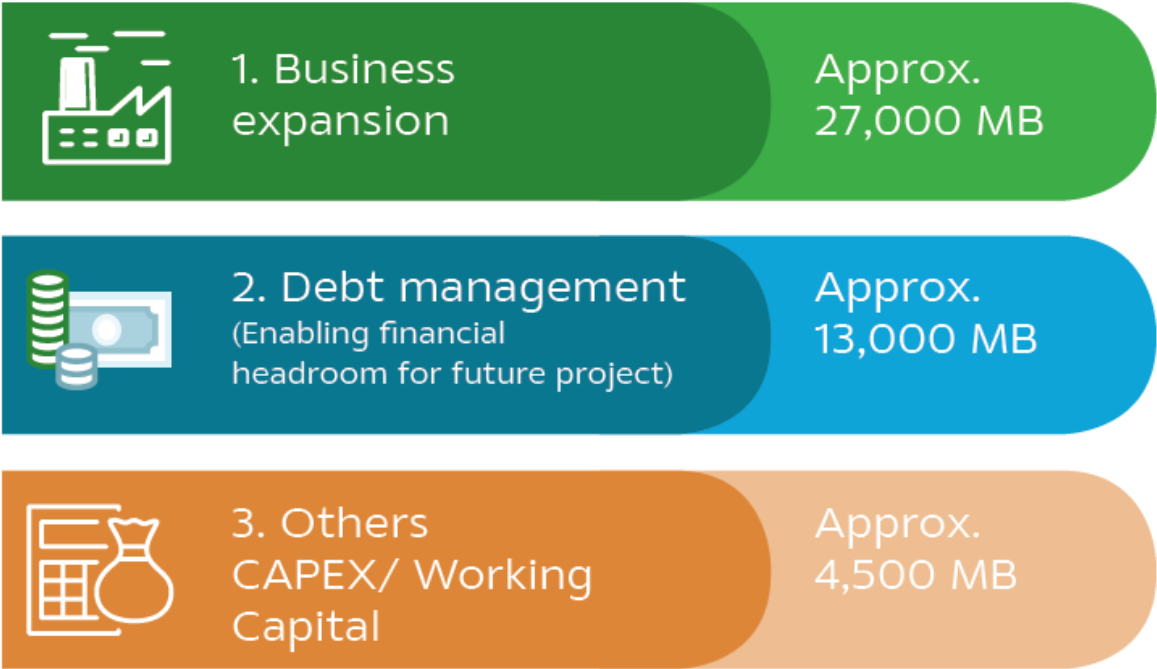 1. Business
expansion
Approx.
27,000 MB
2. Debt management
(Enabling financial
headroom for future project)
Approx.
13,000 MB
3. Others
CAPEX/ Working
Capital
Approx.
4,500 MB